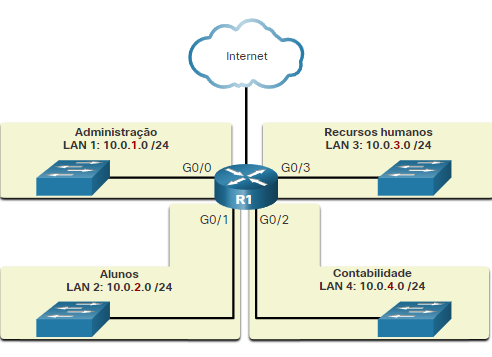 Internet
Administração
LAN 1: 10.0.1.0 /24
Recursos humanos
LAN 3: 10.0.3.0 /24
G0/0
G0/3
R1
G0/1
G0/2
Alunos
LAN 2: 10.0.2.0 /24
Contabilidade
LAN 4: 10.0.4.0 /24